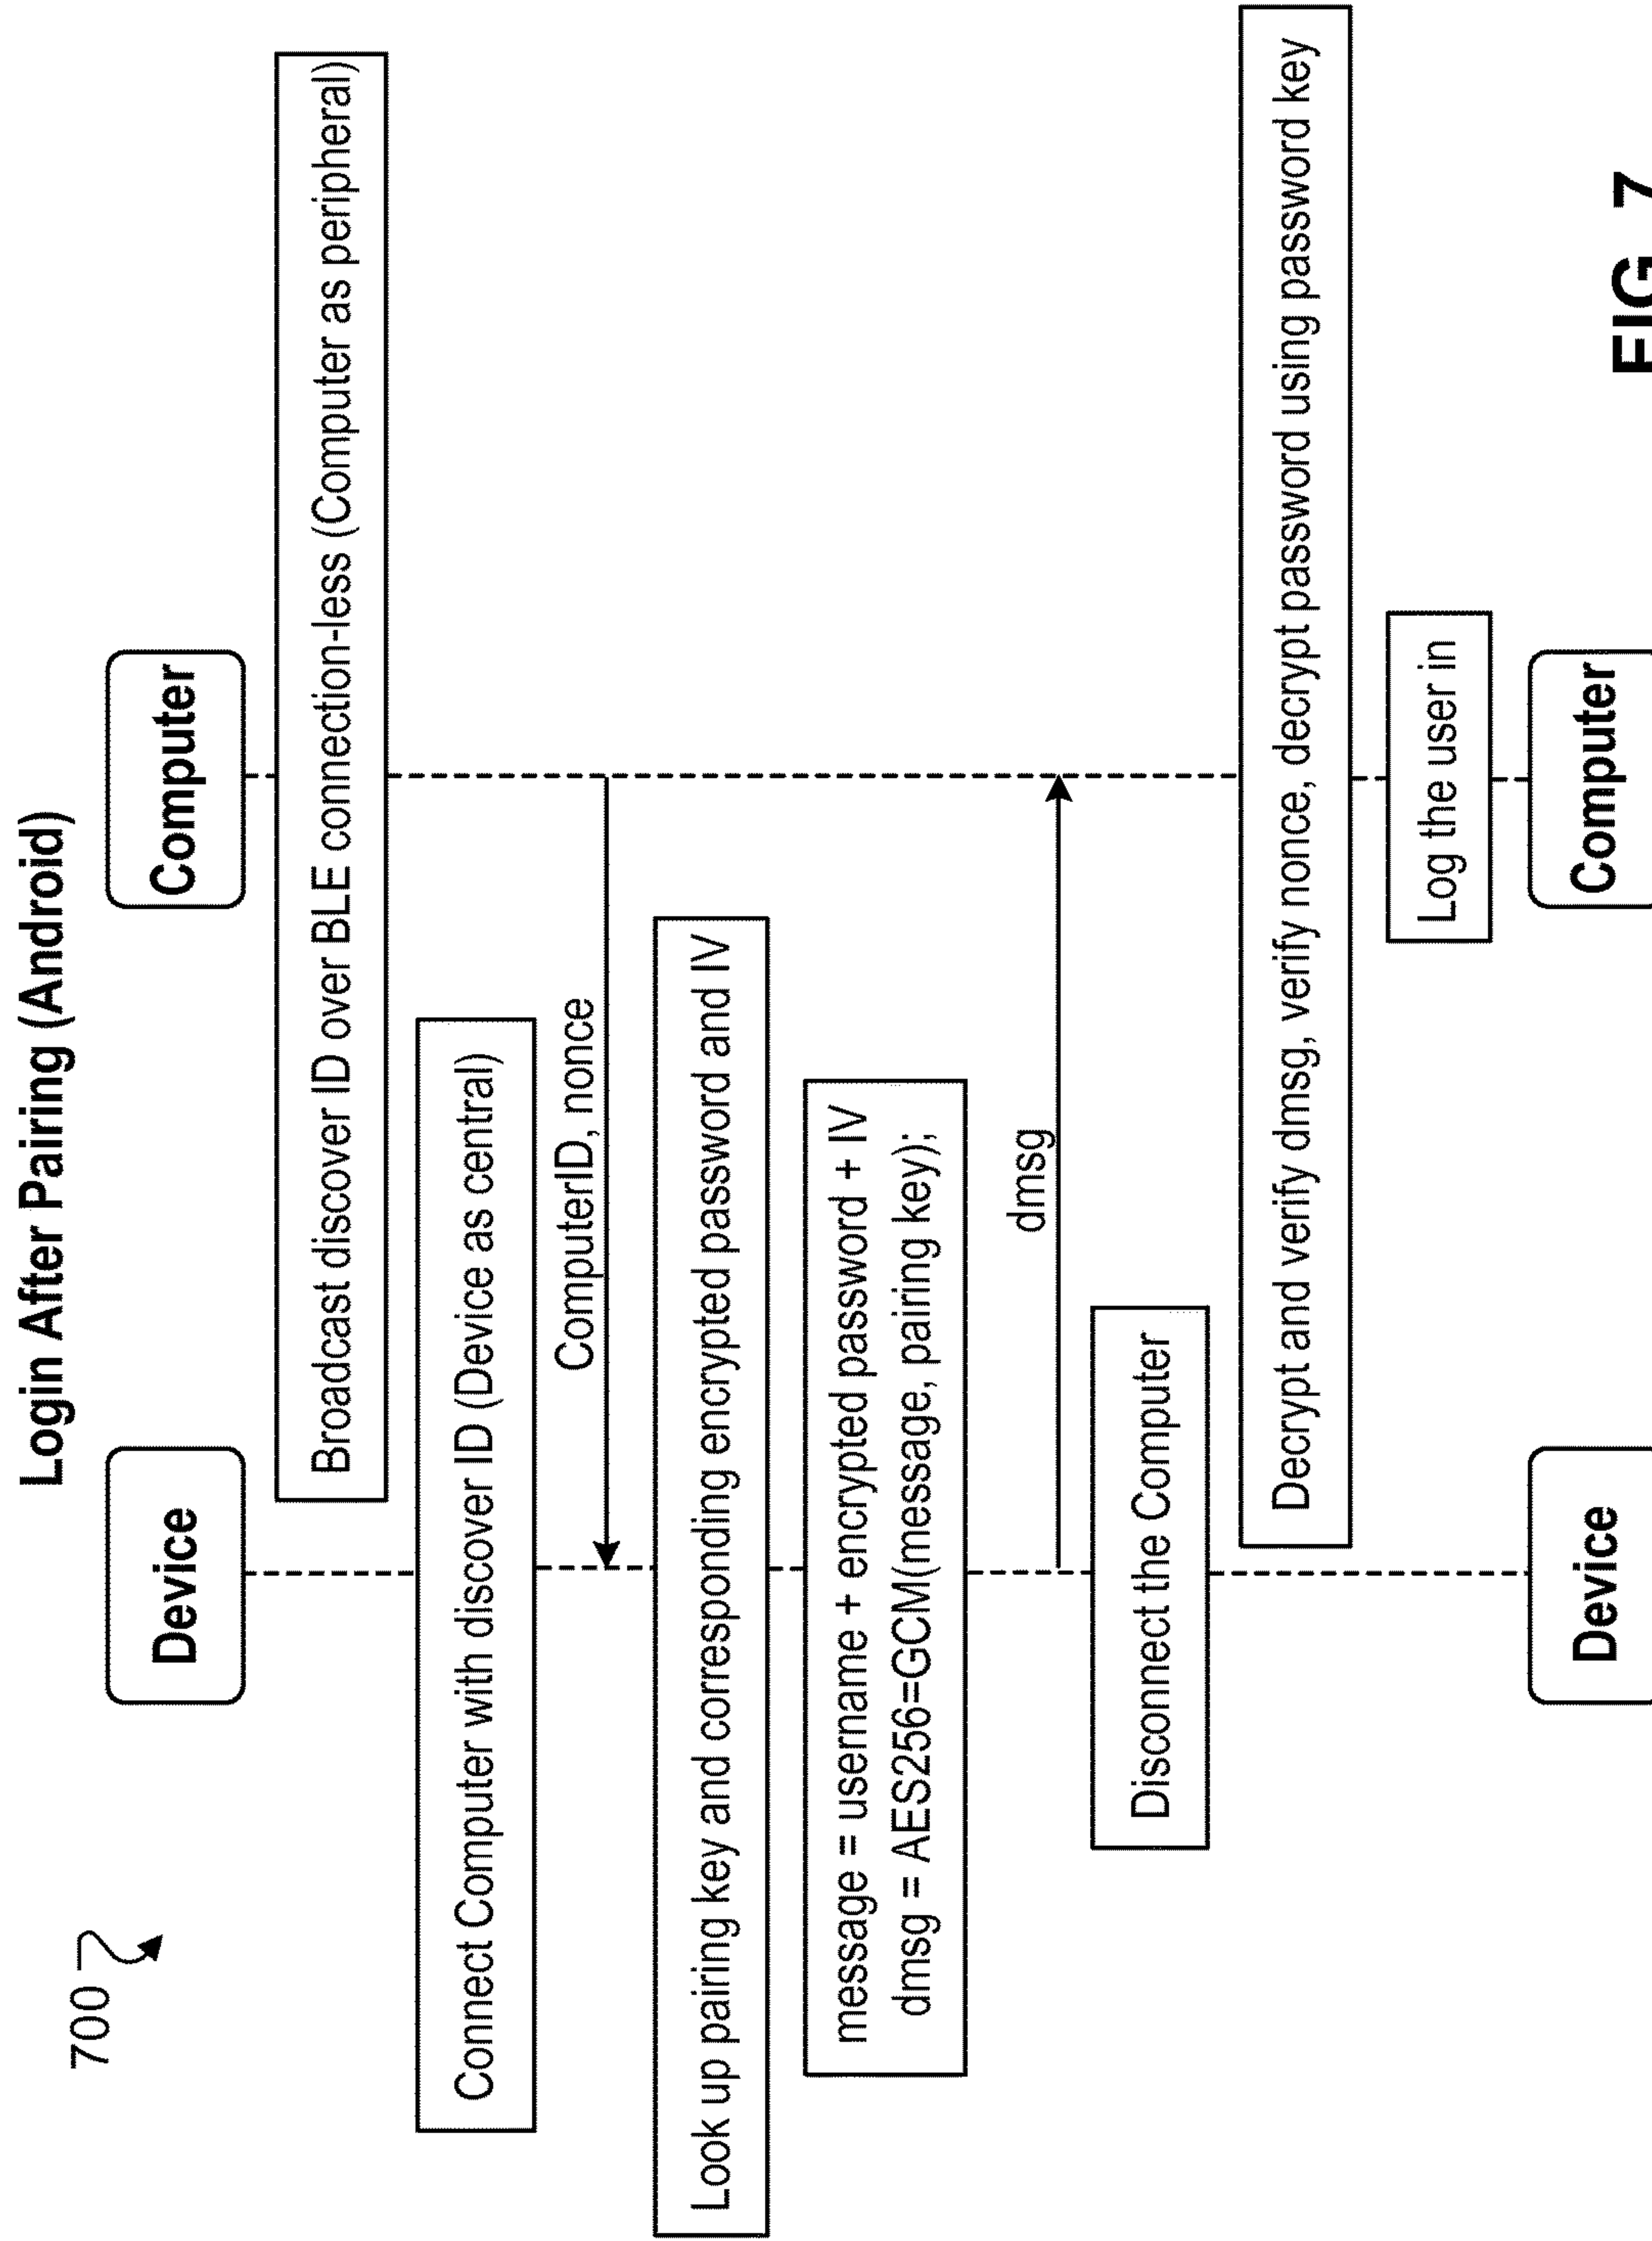 Login After Pairing (Android)
700
Device
Computer
Broadcast discover ID over BLE connection-less (Computer as peripheral)
Connect Computer with discover ID (Device as central)
ComputerID, nonce
Look up pairing key and corresponding encrypted password and IV
message = username + encrypted password + IV
dmsg = AES256=GCM(message, pairing key);
dmsg
Disconnect the Computer
Decrypt and verify dmsg, verify nonce, decrypt password using password key
Log the user in
Device
Computer
FIG 7